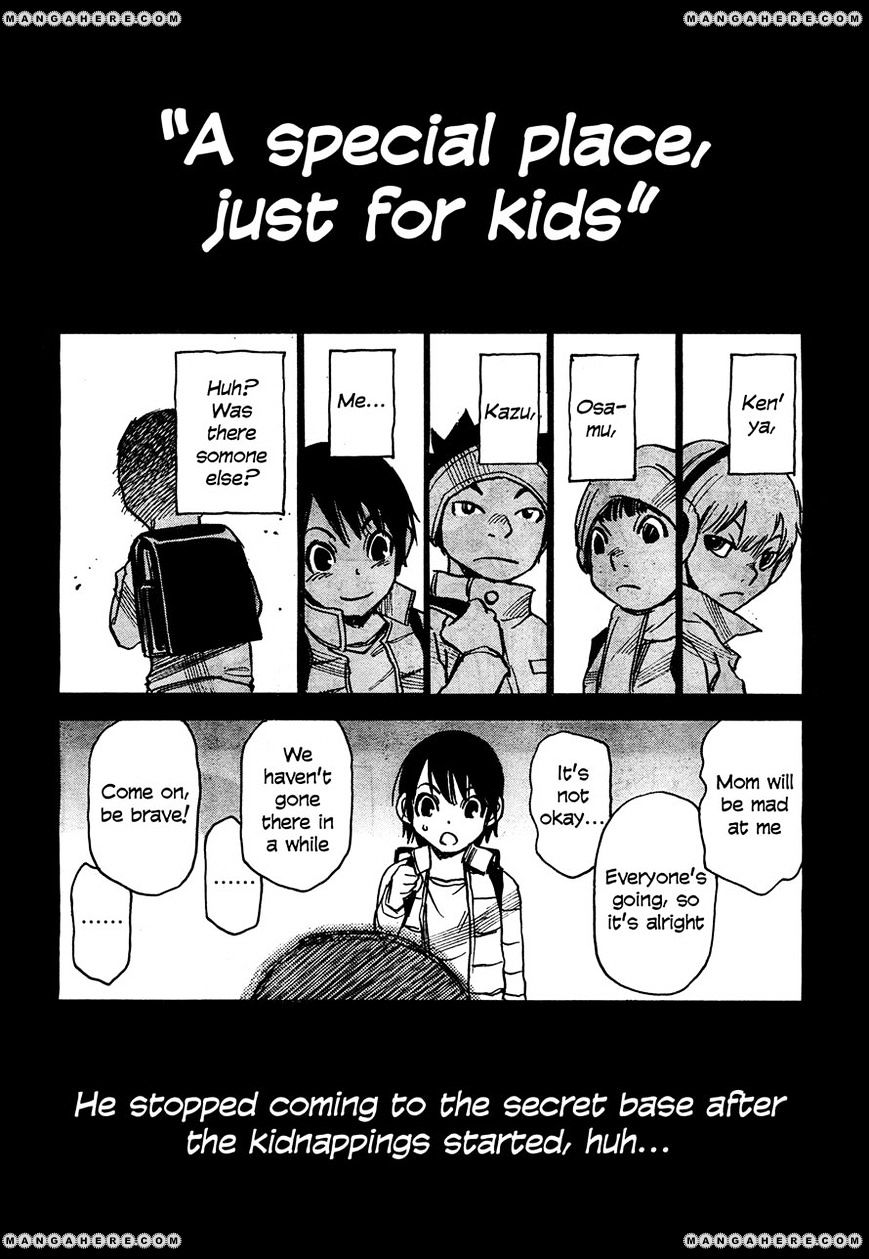 MANGAHERE.COM
MANGAHERE.COM
"A special place,
just for kids"
Ken'
ya,
Osa-
mu,
Kazu,
Me...
Huh?
Was
there
somone
else?
Mom will
be mad
at me
Everyone's
going, so
it's alright
It's
not
okay...
We
haven't
gone
there in
a while
......
Come on,
be brave!
......
He stopped coming to the secret base after
the kidnappings started, huh...
MANGAHERE.COM
MANGAHERE.COM